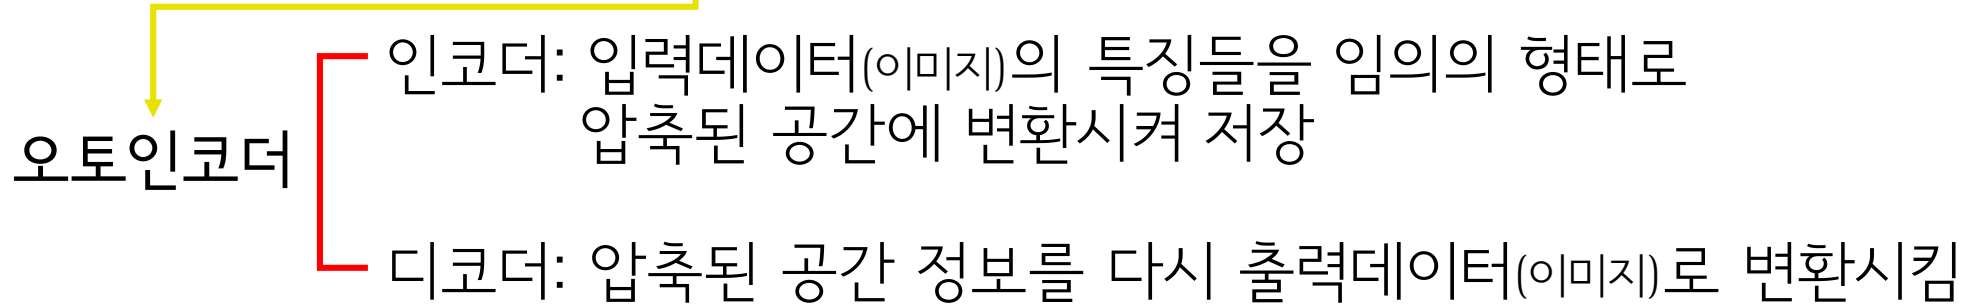 인코더: 입력데이터(이미지)의 특징들을 임의의 형태로
압축된 공간에 변환시켜 저장
오토인코더
디코더: 압축된 공간 정보를 다시 출력데이터(이미지)로 변환시킴